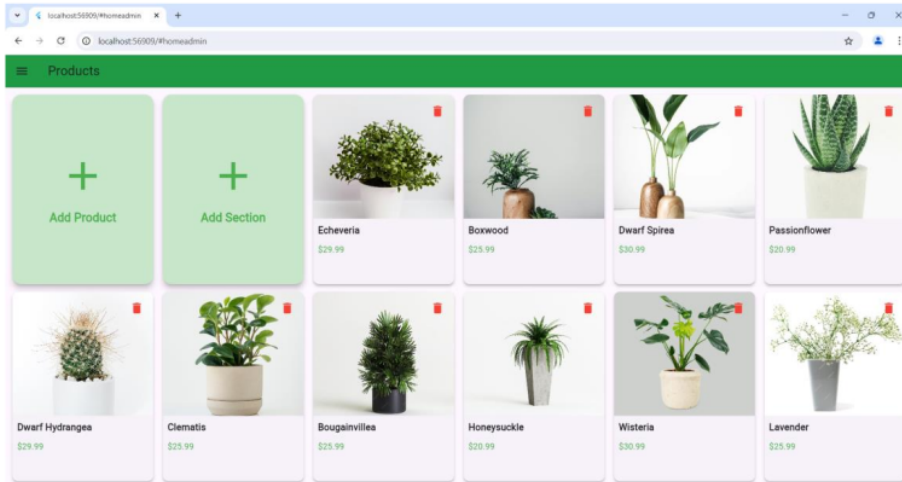 localhost:56909/#homeadmin
localhost:56909/#homeadmin
Products
Add Product
Add Section
Echeveria
$29.99
Boxwood
$25.99
Dwarf Spirea
$30.99
Passionflower
$20.99
Dwarf Hydrangea
$29.99
Clematis
$25.99
Bougainvillea
$25.99
Honeysuckle
$20.99
Wisteria
$30.99
Lavender
$25.99